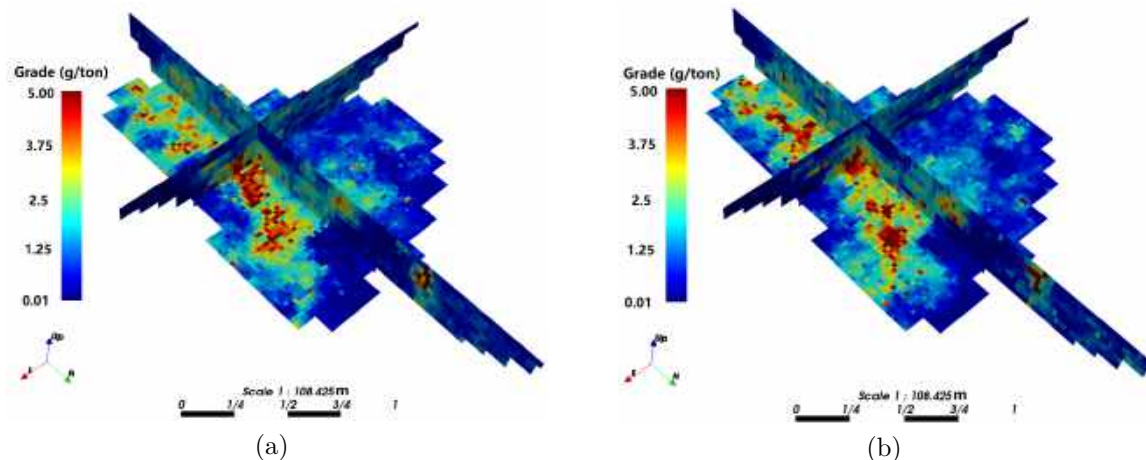 Grade (g/ton)
5.00
3.75
2.5
1.25
0.01
Up
E
N
Scale 1 : 108.425 m
0 1/4 1/2 3/4 1
(a)
Grade (g/ton)
5.00
3.75
2.5
1.25
0.01
Up
E
N
Scale 1 : 108.425 m
0 1/4 1/2 3/4 1
(b)